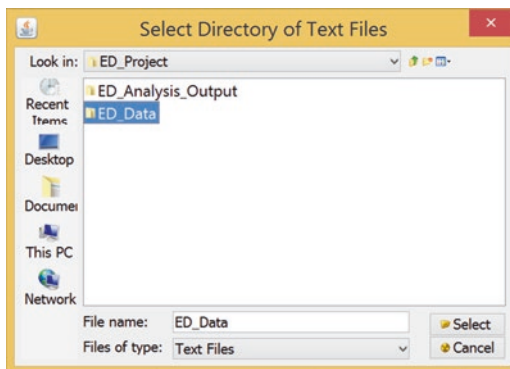 Select Directory of Text Files
Look in: ED_Project
ED_Analysis_Output
ED_Data
Recent
Items
Desktop
Documer
This PC
Network
File name: ED_Data
Files of type: Text Files
Select
Cancel